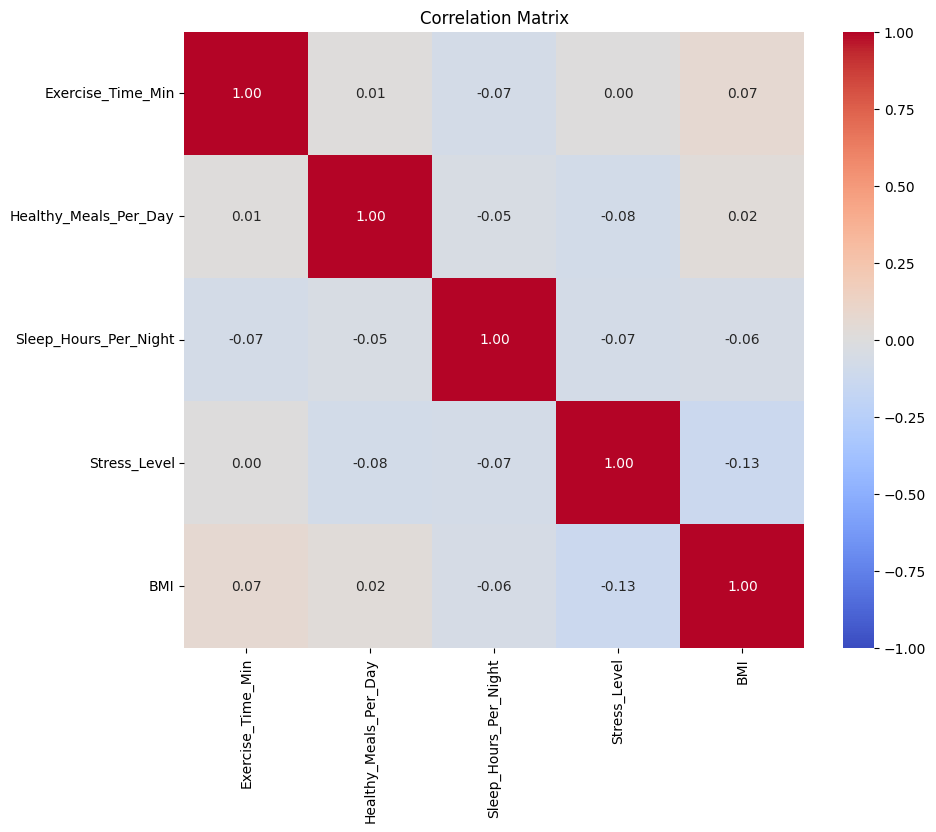 Correlation Matrix
Exercise_Time_Min 1.00 0.01 -0.07 0.00 0.07
Healthy_Meals_Per_Day 0.01 1.00 -0.05 -0.08 0.02
Sleep_Hours_Per_Night -0.07 -0.05 1.00 -0.07 -0.06
Stress_Level 0.00 -0.08 -0.07 1.00 -0.13
BMI 0.07 0.02 -0.06 -0.13 1.00
Exercise_Time_Min
Healthy_Meals_Per_Day
Sleep_Hours_Per_Night
Stress_Level
BMI
1.00
0.75
0.50
0.25
0.00
−0.25
−0.50
−0.75
−1.00